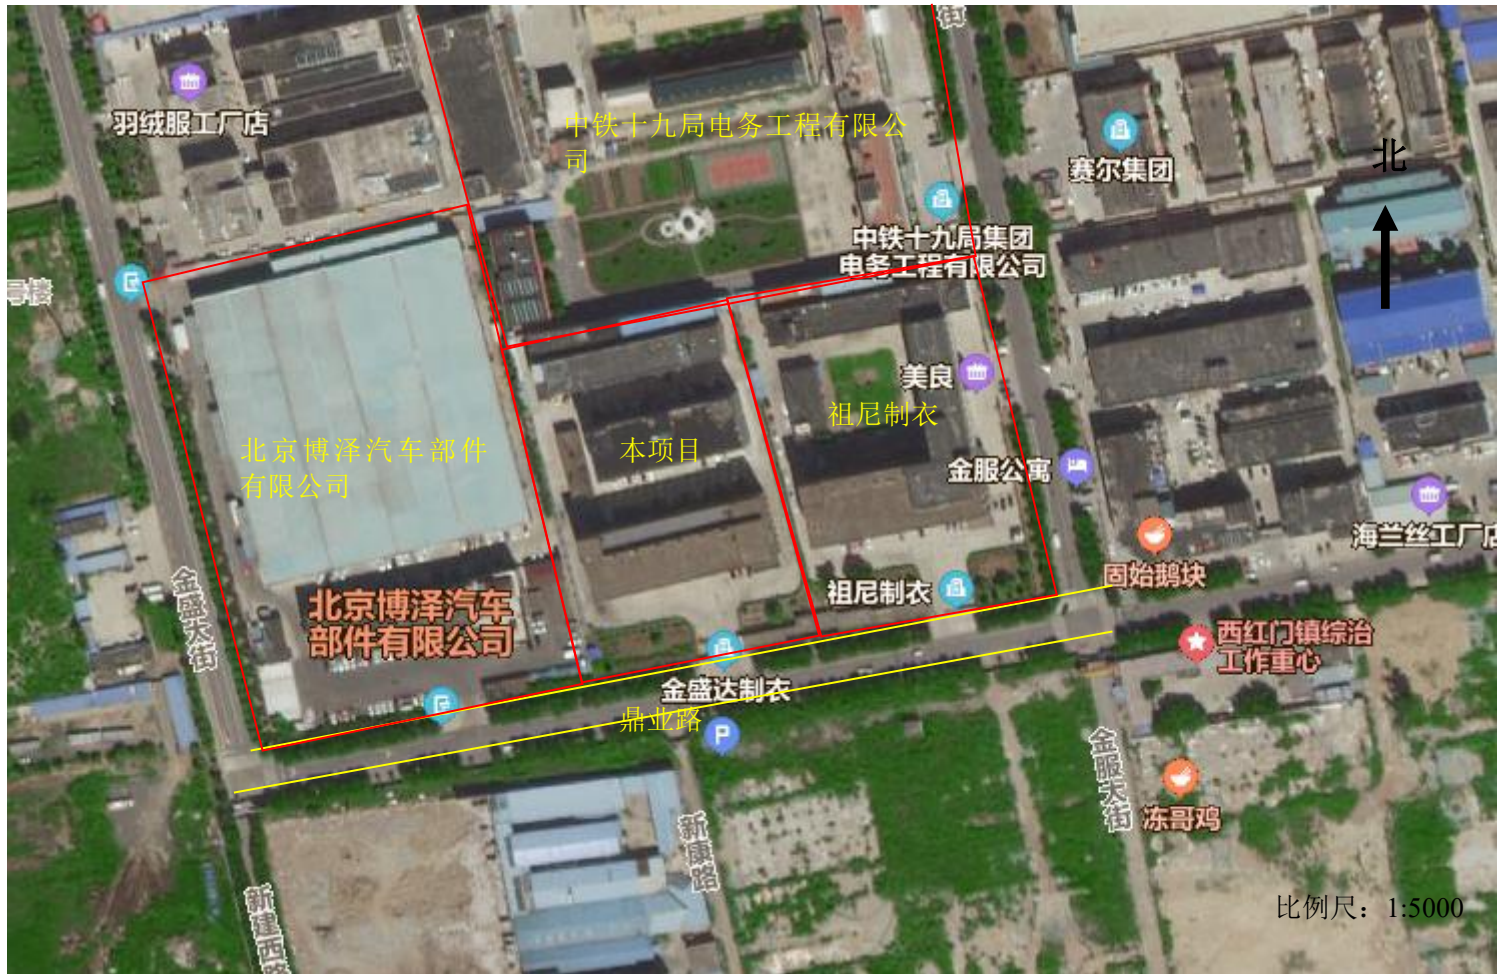 街
羽绒服工厂店
中铁十九局电务工程有限公
司
赛尔集团
北
中铁十九局集团
电务工程有限公司
号楼
美良
祖尼制衣
北京博泽汽车部件
有限公司
本项目
金服公寓
海兰丝工厂店
固始鹅块
祖尼制衣
金盛大街
北京博泽汽车
部件有限公司
西红门镇综治
工作重心
金盛达制衣
鼎业路
P
金服大街
冻哥鸡
新康路
新建西路
比例尺：1:5000